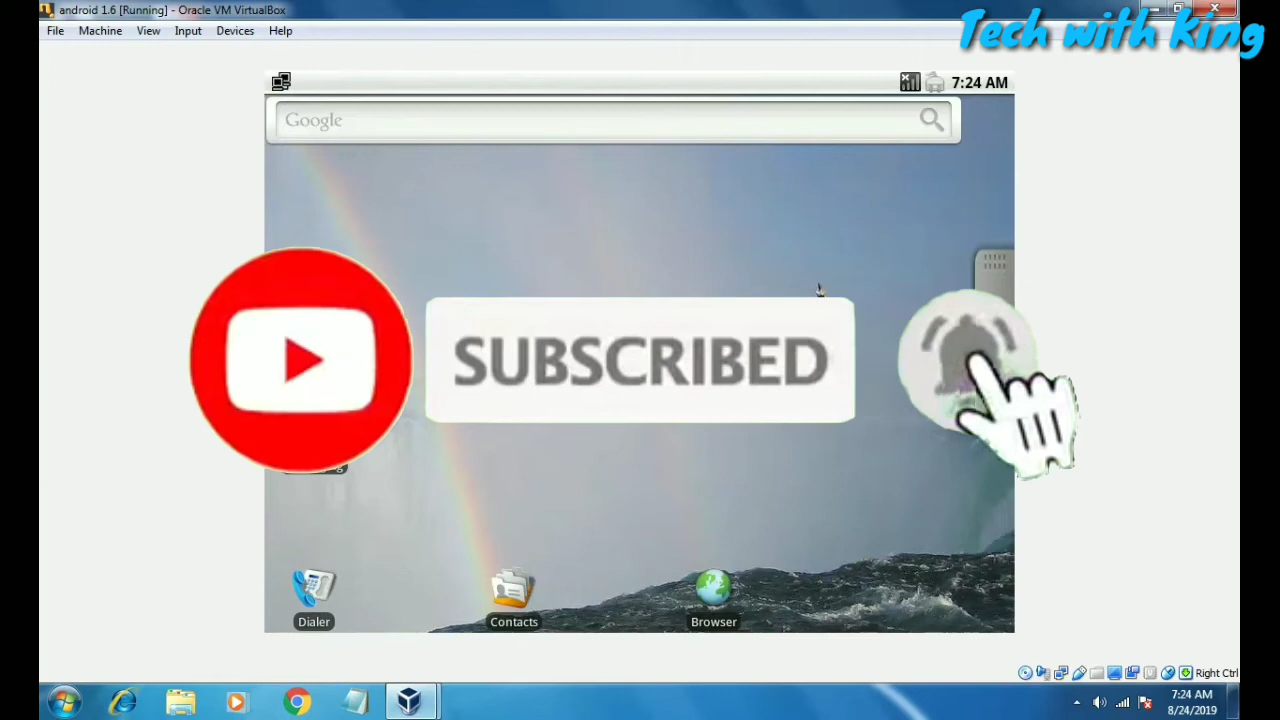 android 1.6 [Running] - Oracle VM VirtualBox
Tech with King
File Machine View Input Devices Help
7:24 AM
Google
SUBSCRIBED
Dialer
Contacts
Browser
Right Ctrl
7:24 AM
8/24/2019